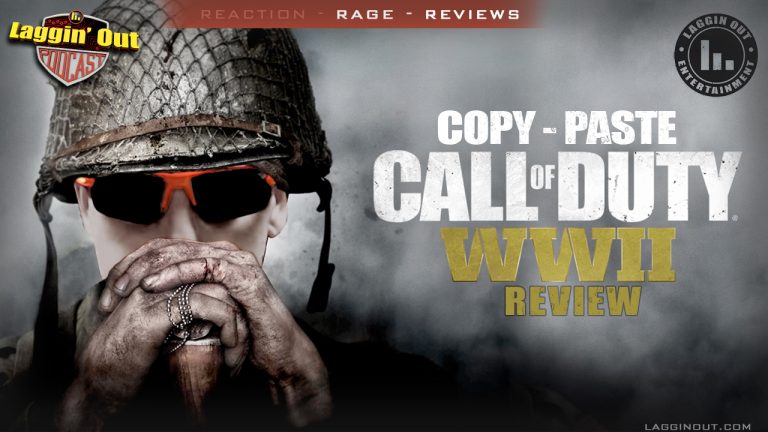 REACTION - RAGE - REVIEWS
Laggin' Out
PODCAST
LAGGIN OUT
ENTERTAINMENT
COPY - PASTE
CALL OF DUTY®
WWII
REVIEW
LAGGINOUT.COM